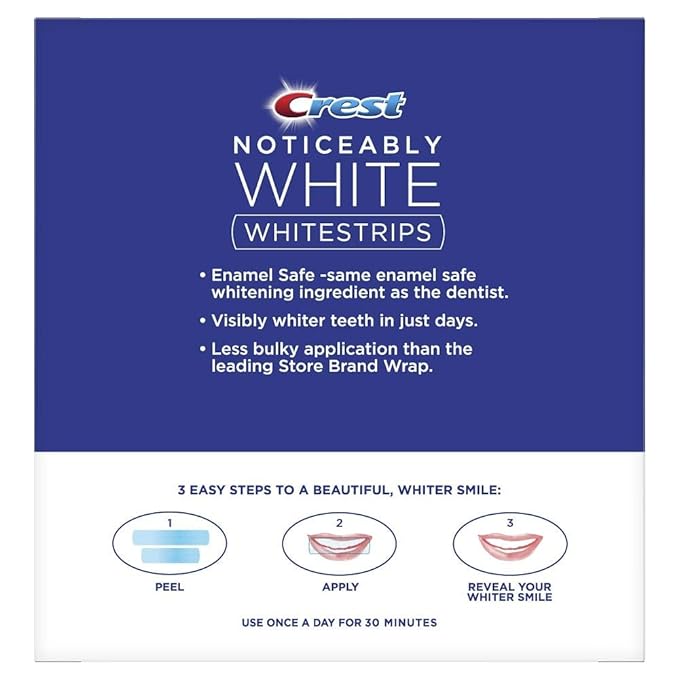 Crest
NOTICEABLY
WHITE
WHITESTRIPS
• Enamel Safe -same enamel safe
whitening ingredient as the dentist.
• Visibly whiter teeth in just days.
• Less bulky application than the
leading Store Brand Wrap.
3 EASY STEPS TO A BEAUTIFUL, WHITER SMILE:
1
PEEL
2
APPLY
3
REVEAL YOUR
WHITER SMILE
USE ONCE A DAY FOR 30 MINUTES